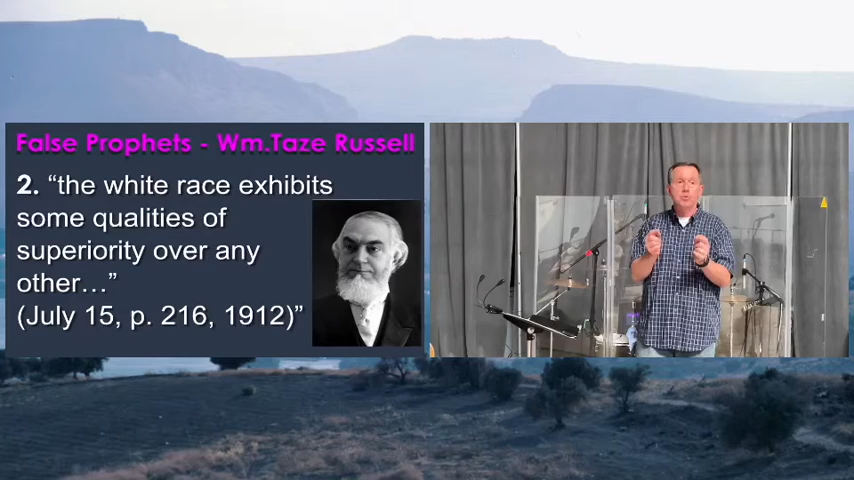 False Prophets - Wm.Taze Russell
2. “the white race exhibits
some qualities of
superiority over any
other…”
(July 15, p. 216, 1912)”